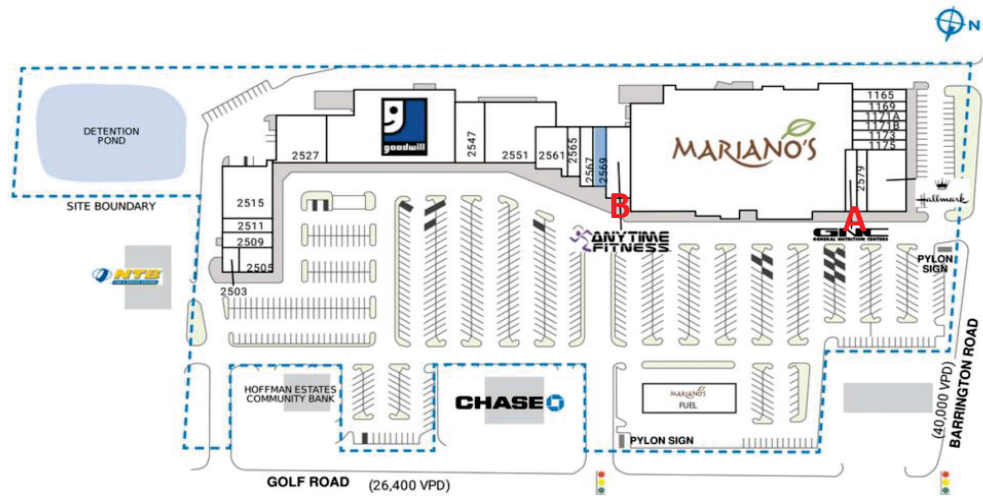 N
DETENTION
POND
SITE BOUNDARY
2527
goodwill
2547
2551
2561
2565
2567
2569
MARIANO'S
1165
1169
1171A
1171B
1173
1175
2579
Hallmark
2515
2511
2509
2505
2503
NTB
B
ANYTIME
FITNESS
A
GNC
GENERAL NUTRITION CENTERS
PYLON
SIGN
HOFFMAN ESTATES
COMMUNITY BANK
CHASE
MARIANO'S
FUEL
PYLON SIGN
(40,000 VPD)
BARRINGTON ROAD
GOLF ROAD (26,400 VPD)